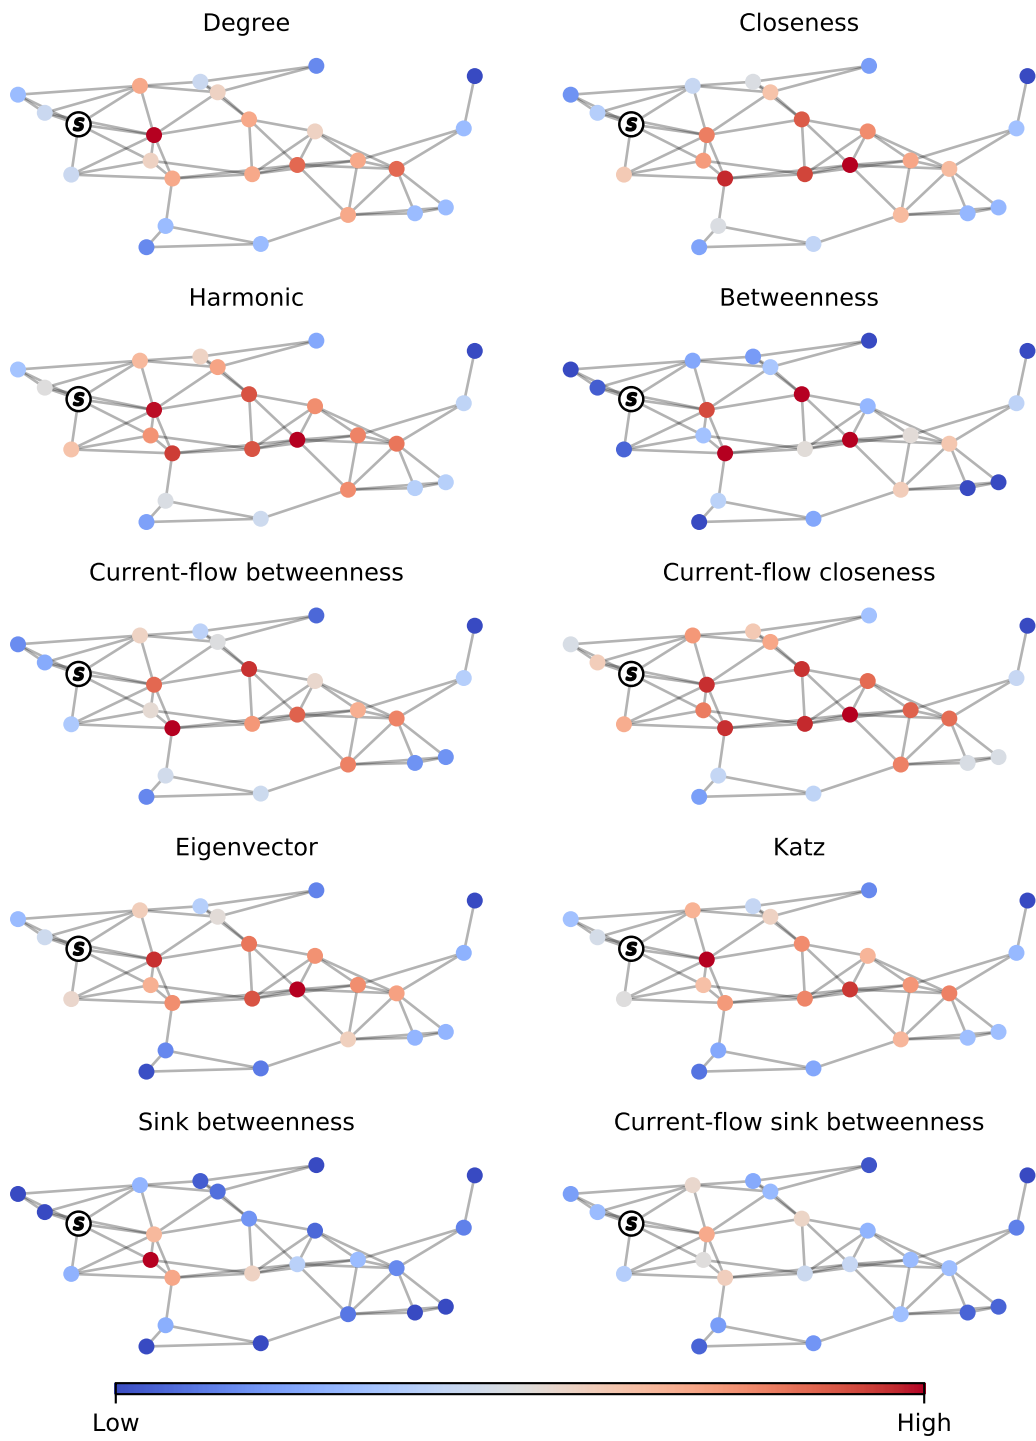 Degree
Closeness
S
S
Harmonic
Betweenness
S
S
Current-flow betweenness
Current-flow closeness
S
S
Eigenvector
Katz
S
S
Sink betweenness
Current-flow sink betweenness
S
S
Low
High